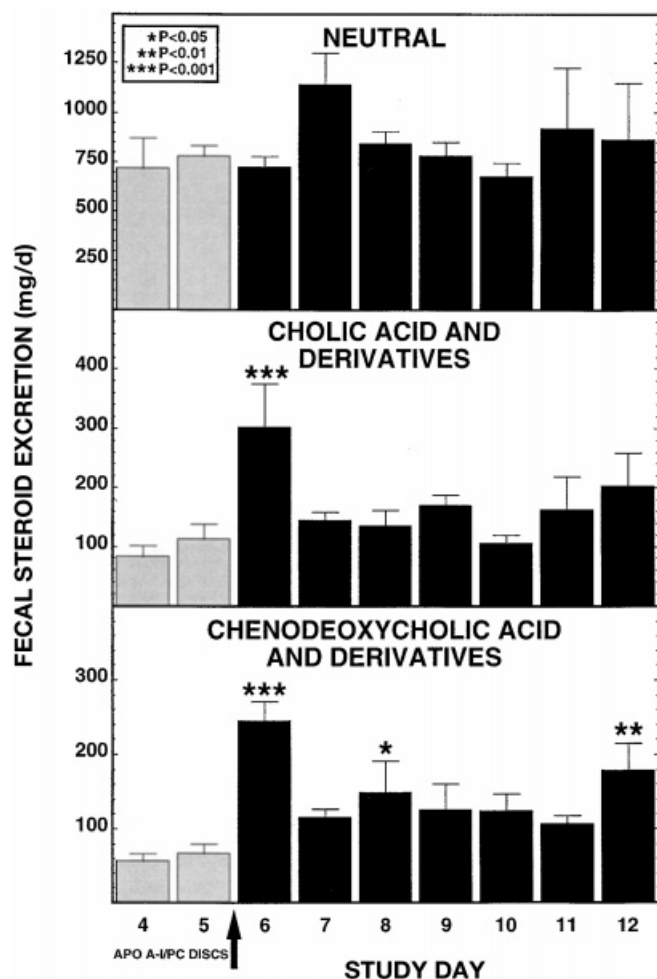 *P<0.05
**P<0.01
***P<0.001
NEUTRAL
1250
1000
750
500
250
CHOLIC ACID AND
DERIVATIVES
400
300
200
100
***
CHENODEOXYCHOLIC ACID
AND DERIVATIVES
300
200
100
***
*
**
FECAL STEROID EXCRETION (mg/d)
4 5 6 7 8 9 10 11 12
APO A-I/PC DISCS
STUDY DAY